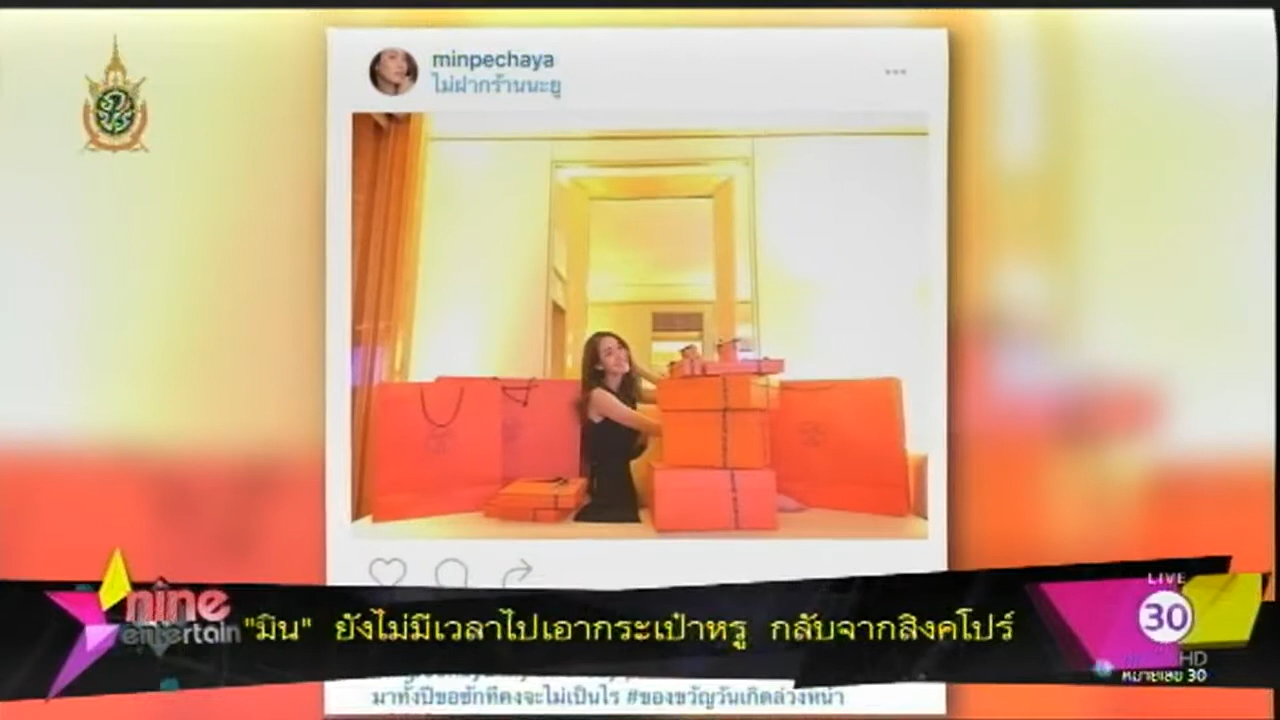 minpechaya
ไม่ฝากร้านนะยู
nine
entertain
"มิน" ยังไม่มีเวลาไปเอากระเป๋าหรู กลับจากสิงคโปร์
LIVE
30
HD
หมายเลข 30
มาทั้งปีขอซักทีคงจะไม่เป็นไร #ของขวัญวันเกิดล่วงหน้า